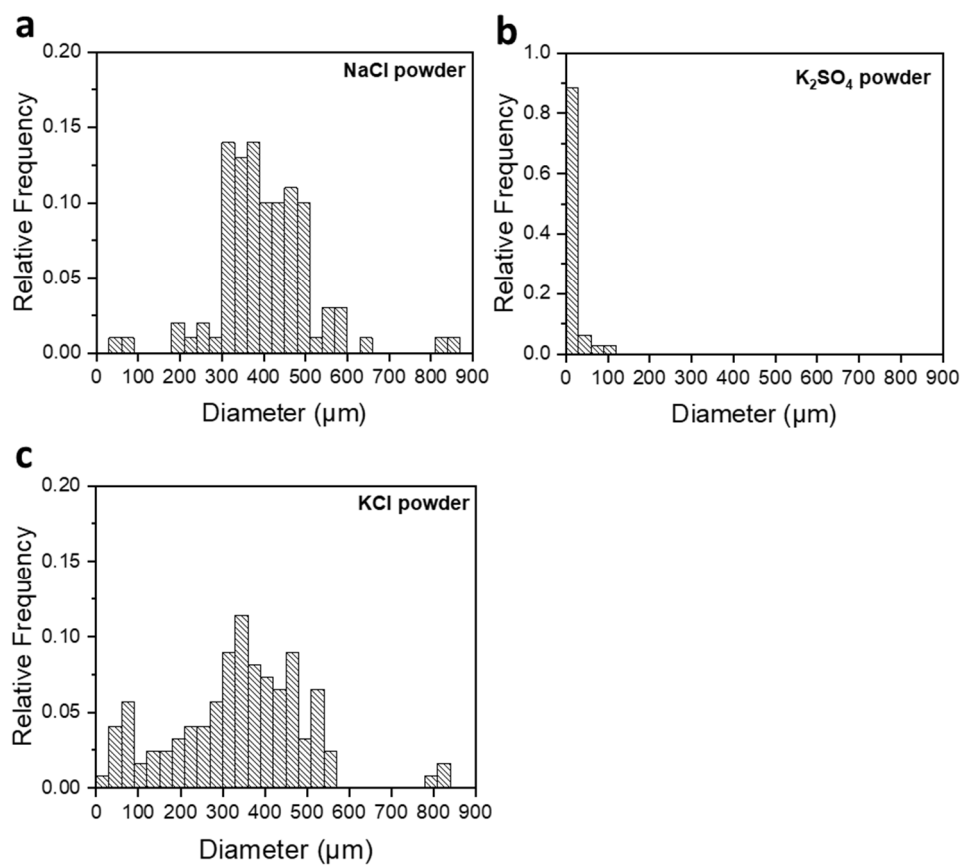 a
NaCl powder
0.20
0.15
0.10
0.05
0.00
Relative Frequency
0 100 200 300 400 500 600 700 800 900
Diameter (µm)
b
K₂SO₄ powder
1.0
0.8
0.6
0.4
0.2
0.0
Relative Frequency
0 100 200 300 400 500 600 700 800 900
Diameter (µm)
c
KCl powder
0.20
0.15
0.10
0.05
0.00
Relative Frequency
0 100 200 300 400 500 600 700 800 900
Diameter (µm)